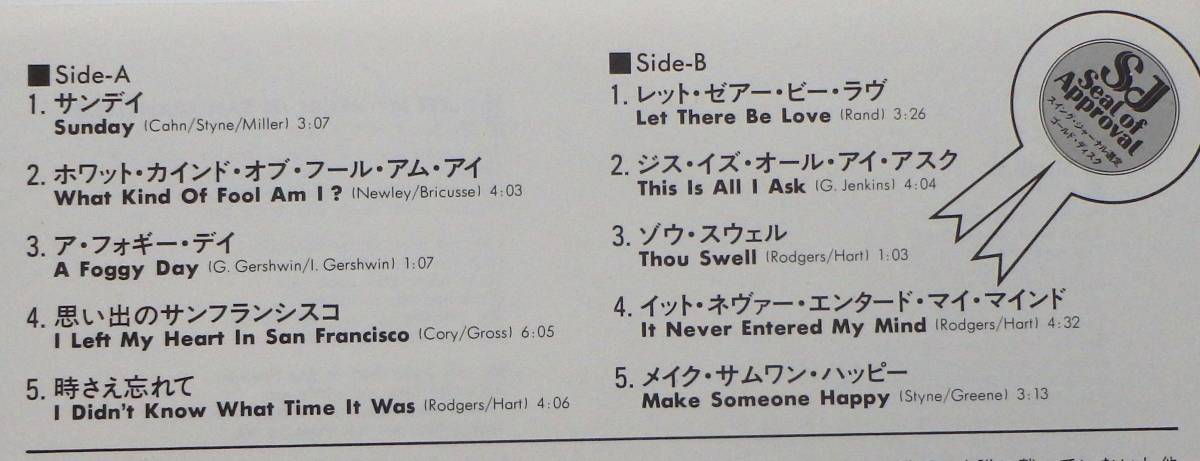 ■ Side-A
1. サンデイ
Sunday (Cahn/Styne/Miller) 3:07
2. ホワット・カインド・オブ・フール・アム・アイ
What Kind Of Fool Am I? (Newley/Bricusse) 4:03
3. ア・フォギー・デイ
A Foggy Day (G. Gershwin/I. Gershwin) 1:07
4. 思い出のサンフランシスコ
I Left My Heart In San Francisco (Cory/Gross) 6:05
5. 時さえ忘れて
I Didn't Know What Time It Was (Rodgers/Hart) 4:06
■ Side-B
1. レット・ゼアー・ビー・ラヴ
Let There Be Love (Rand) 3:26
2. ジス・イズ・オール・アイ・アスク
This Is All I Ask (G. Jenkins) 4:04
3. ゾウ・スウェル
Thou Swell (Rodgers/Hart) 1:03
4. イット・ネヴァー・エンタード・マイ・マインド
It Never Entered My Mind (Rodgers/Hart) 4:32
5. メイク・サムワン・ハッピー
Make Someone Happy (Styne/Greene) 3:13
SJ
Seal of
Approval
スイング・ジャーナル選定
ゴールド・ディスク